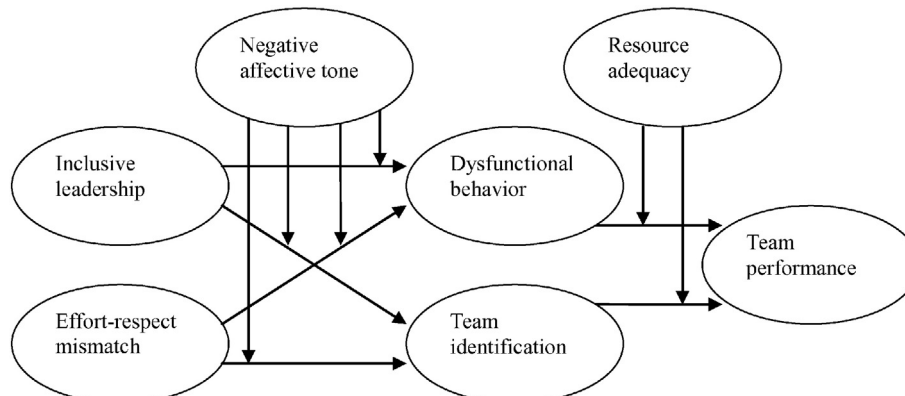 Negative
affective tone
Resource
adequacy
Inclusive
leadership
Dysfunctional
behavior
Team
performance
Effort-respect
mismatch
Team
identification